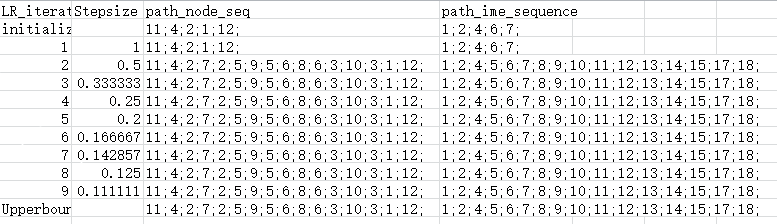 LR_iterat Stepsize path_node_seq path_ime_sequence
initializ 11;4;2;1;12; 1;2;4;6;7;
1 1 11;4;2;1;12; 1;2;4;6;7;
2 0.5 11;4;2;7;2;5;9;5;6;8;6;3;10;3;1;12; 1;2;4;5;6;7;8;9;10;11;12;13;14;15;17;18;
3 0.333333 11;4;2;7;2;5;9;5;6;8;6;3;10;3;1;12; 1;2;4;5;6;7;8;9;10;11;12;13;14;15;17;18;
4 0.25 11;4;2;7;2;5;9;5;6;8;6;3;10;3;1;12; 1;2;4;5;6;7;8;9;10;11;12;13;14;15;17;18;
5 0.2 11;4;2;7;2;5;9;5;6;8;6;3;10;3;1;12; 1;2;4;5;6;7;8;9;10;11;12;13;14;15;17;18;
6 0.166667 11;4;2;7;2;5;9;5;6;8;6;3;10;3;1;12; 1;2;4;5;6;7;8;9;10;11;12;13;14;15;17;18;
7 0.142857 11;4;2;7;2;5;9;5;6;8;6;3;10;3;1;12; 1;2;4;5;6;7;8;9;10;11;12;13;14;15;17;18;
8 0.125 11;4;2;7;2;5;9;5;6;8;6;3;10;3;1;12; 1;2;4;5;6;7;8;9;10;11;12;13;14;15;17;18;
9 0.111111 11;4;2;7;2;5;9;5;6;8;6;3;10;3;1;12; 1;2;4;5;6;7;8;9;10;11;12;13;14;15;17;18;
Upperbour 11;4;2;7;2;5;9;5;6;8;6;3;10;3;1;12; 1;2;4;5;6;7;8;9;10;11;12;13;14;15;17;18;